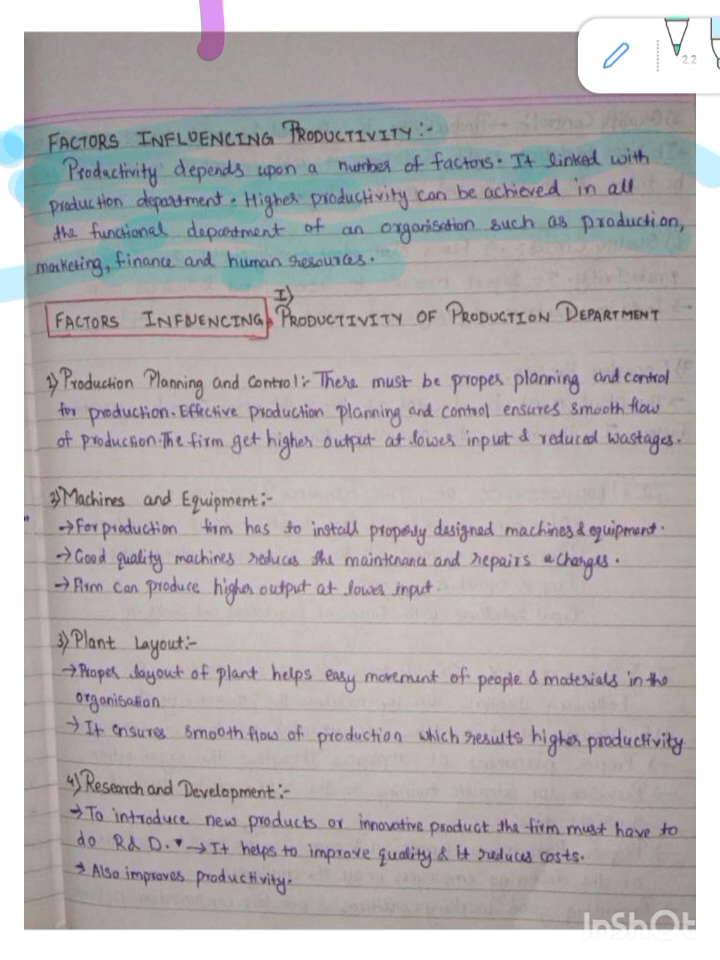 2.2
FACTORS INFLUENCING PRODUCTIVITY :-
Productivity depends upon a number of factors. It linked with
production department. Higher productivity can be achieved in all
the functional department of an organisation such as production,
marketing, finance and human resources.
I)
FACTORS INFLUENCING PRODUCTIVITY OF PRODUCTION DEPARTMENT
1) Production Planning and Control :- There must be proper planning and control
for production. Effective production planning and control ensures smooth flow
of production. The firm get higher output at lower input & reduced wastages.
2) Machines and Equipment :-
→ For production firm has to install properly designed machines & equipment.
→ Good quality machines reduces the maintenance and repairs charges.
→ Firm can produce higher output at lower input.
3) Plant Layout :-
→ Proper layout of plant helps easy movement of people & materials in the
organisation
→ It ensures smooth flow of production which results higher productivity
4) Research and Development :-
→ To introduce new products or innovative product the firm must have to
do R & D. → It helps to improve quality & It reduces costs.
→ Also improves productivity.
InShOt